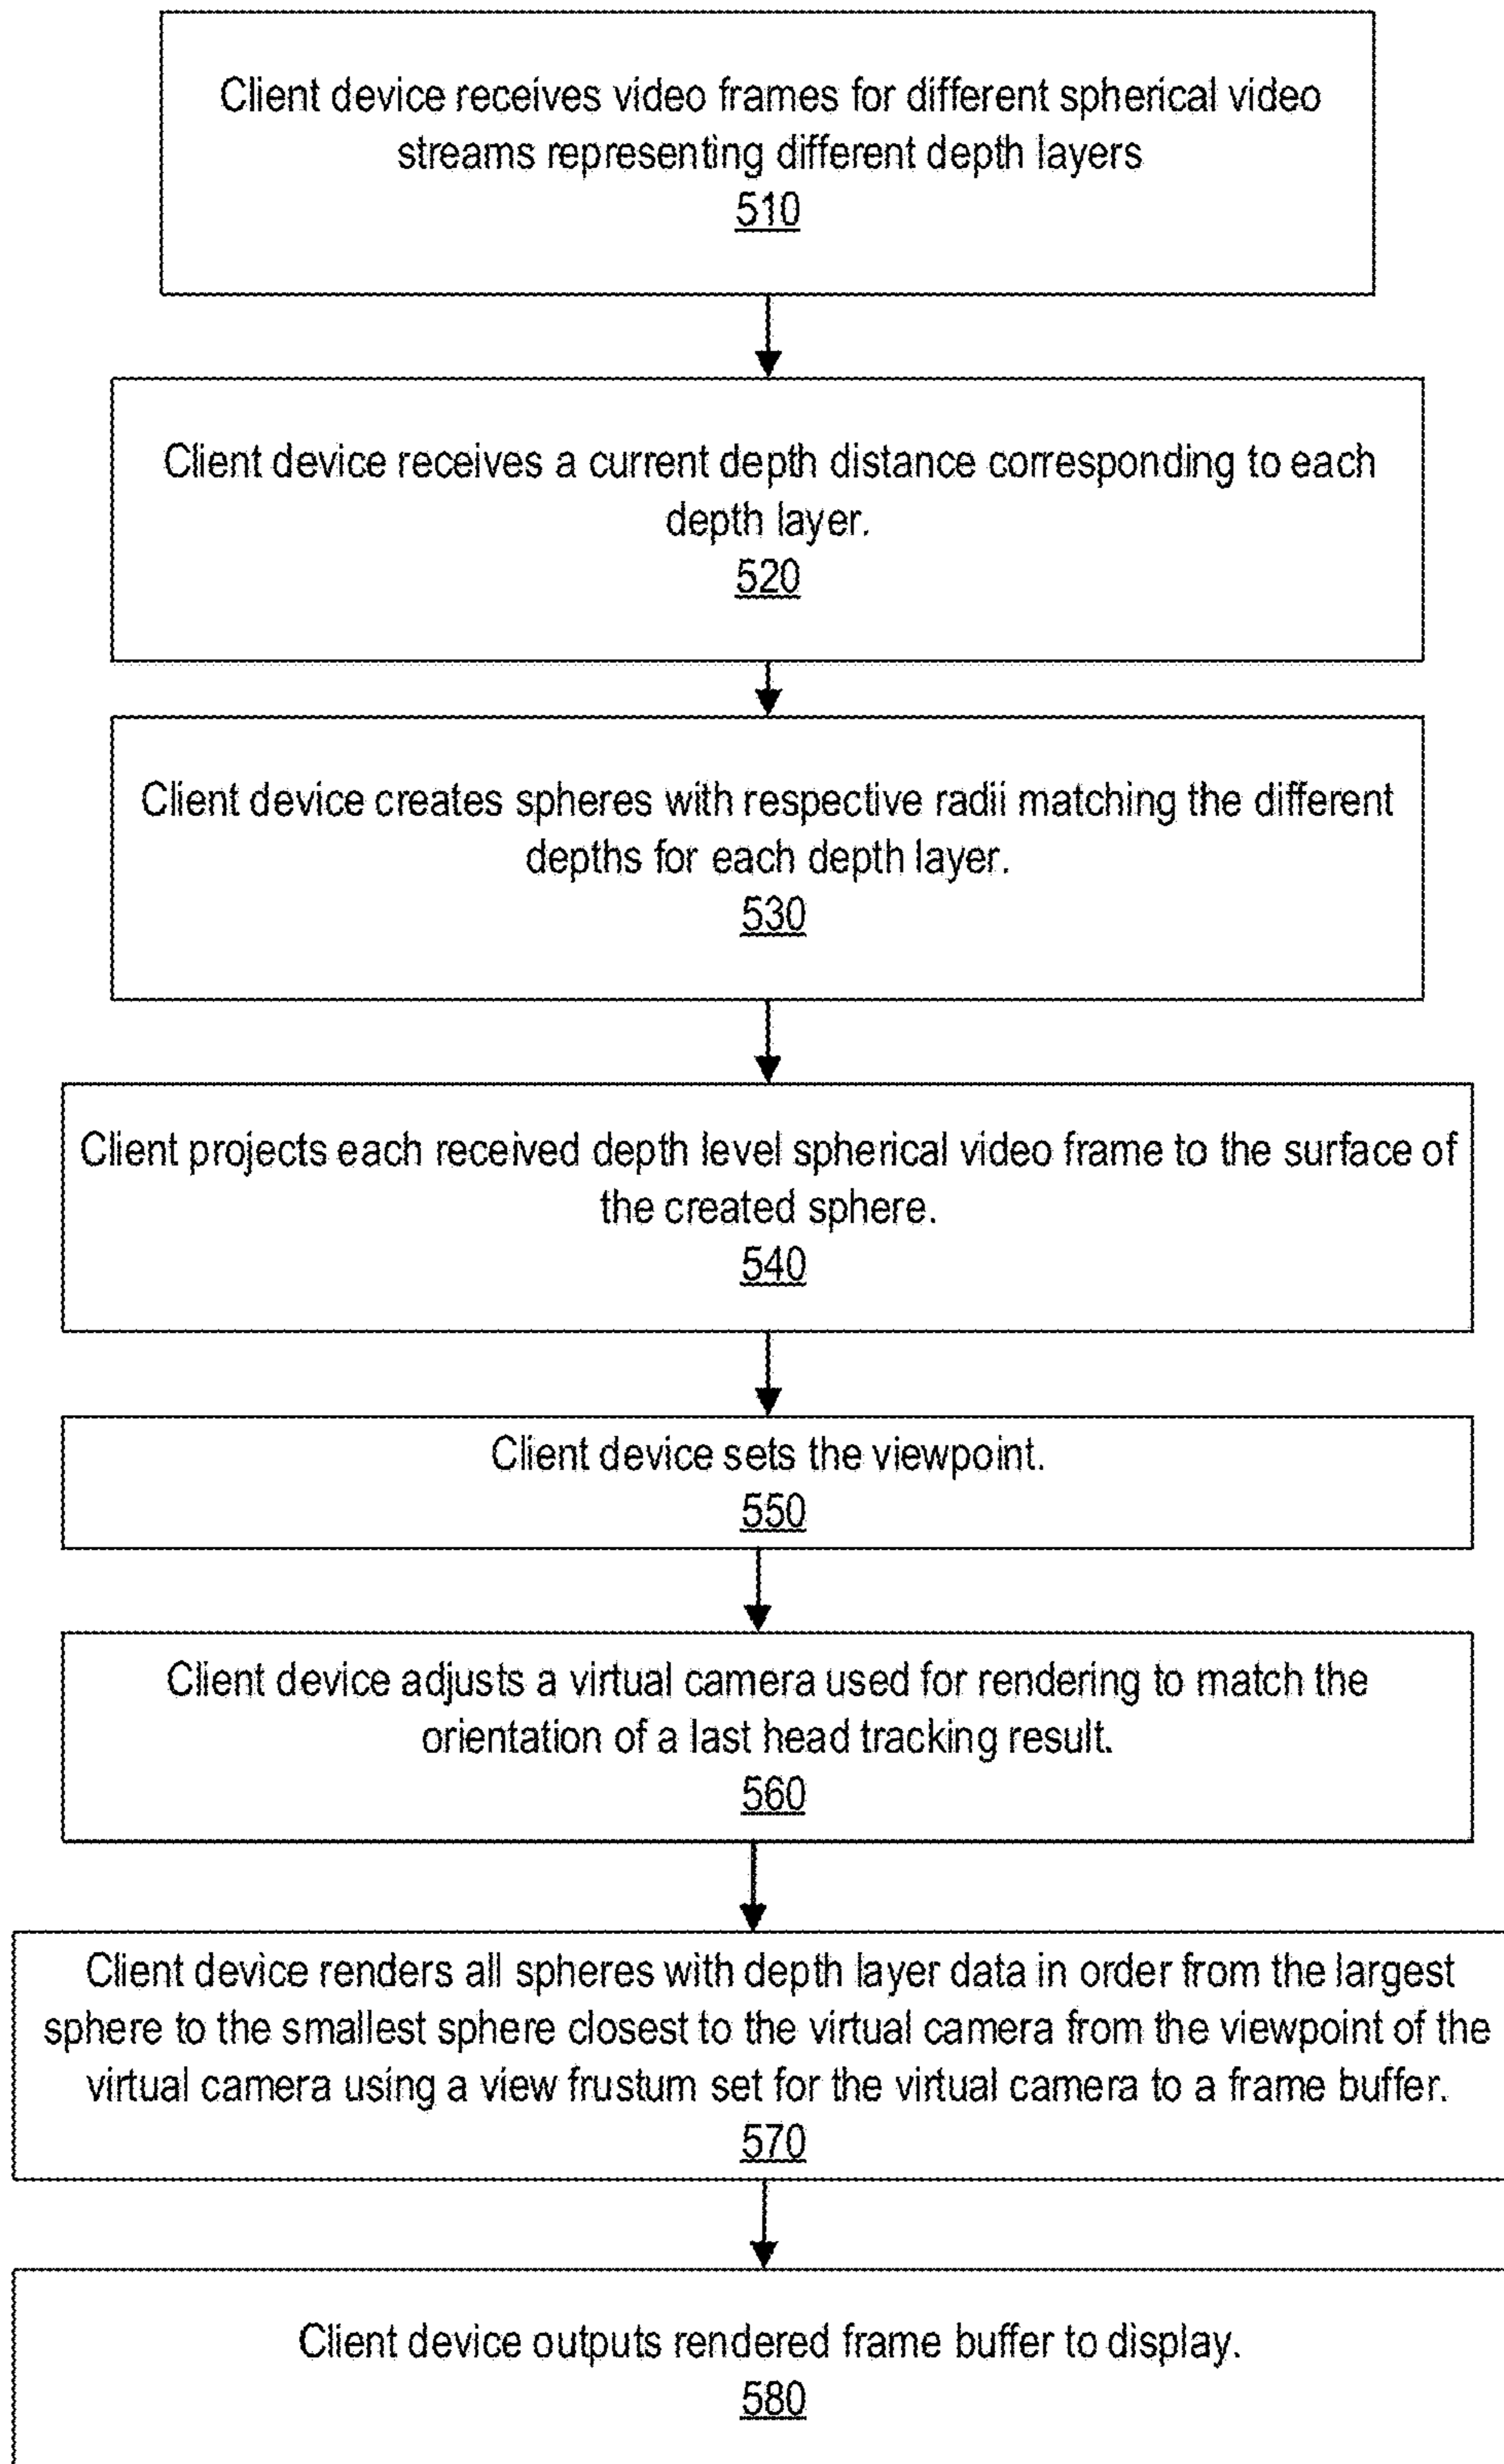 Client device receives video frames for different spherical video
streams representing different depth layers
510
Client device receives a current depth distance corresponding to each
depth layer.
520
Client device creates spheres with respective radii matching the different
depths for each depth layer.
530
Client projects each received depth level spherical video frame to the surface of
the created sphere.
540
Client device sets the viewpoint.
550
Client device adjusts a virtual camera used for rendering to match the
orientation of a last head tracking result.
560
Client device renders all spheres with depth layer data in order from the largest
sphere to the smallest sphere closest to the virtual camera from the viewpoint of the
virtual camera using a view frustum set for the virtual camera to a frame buffer.
570
Client device outputs rendered frame buffer to display.
580